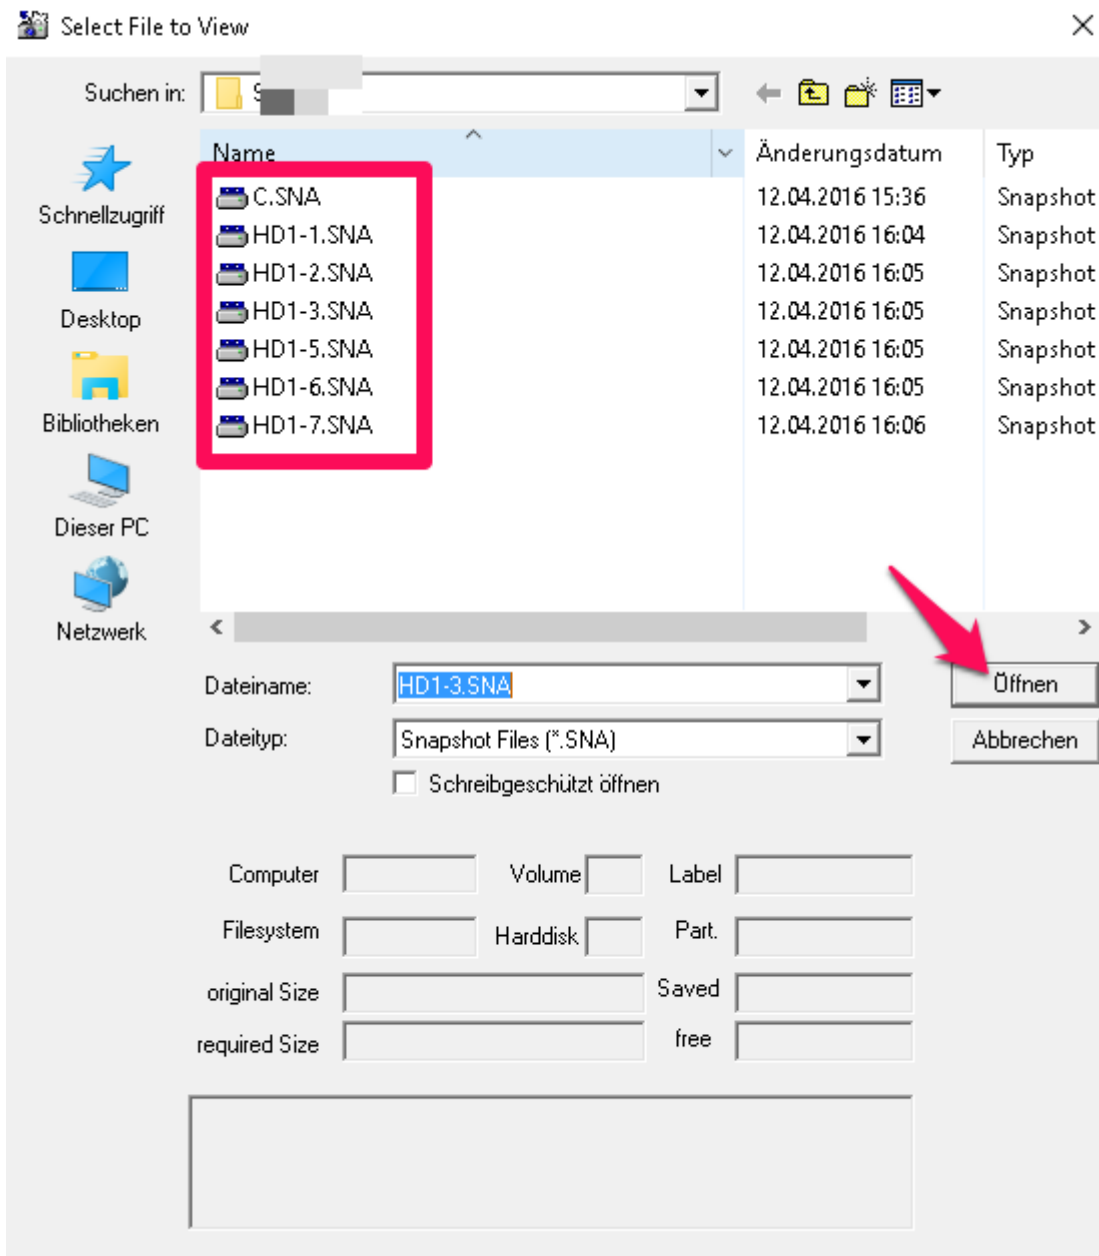 Select File to View
Suchen in:
Name Änderungsdatum Typ
C.SNA 12.04.2016 15:36 Snapshot
HD1-1.SNA 12.04.2016 16:04 Snapshot
HD1-2.SNA 12.04.2016 16:05 Snapshot
HD1-3.SNA 12.04.2016 16:05 Snapshot
HD1-5.SNA 12.04.2016 16:05 Snapshot
HD1-6.SNA 12.04.2016 16:05 Snapshot
HD1-7.SNA 12.04.2016 16:06 Snapshot
Schnellzugriff
Desktop
Bibliotheken
Dieser PC
Netzwerk
Dateiname: HD1-3.SNA Öffnen
Dateityp: Snapshot Files (*.SNA) Abbrechen
Schreibgeschützt öffnen
Computer Volume Label
Filesystem Harddisk Part.
original Size Saved
required Size free